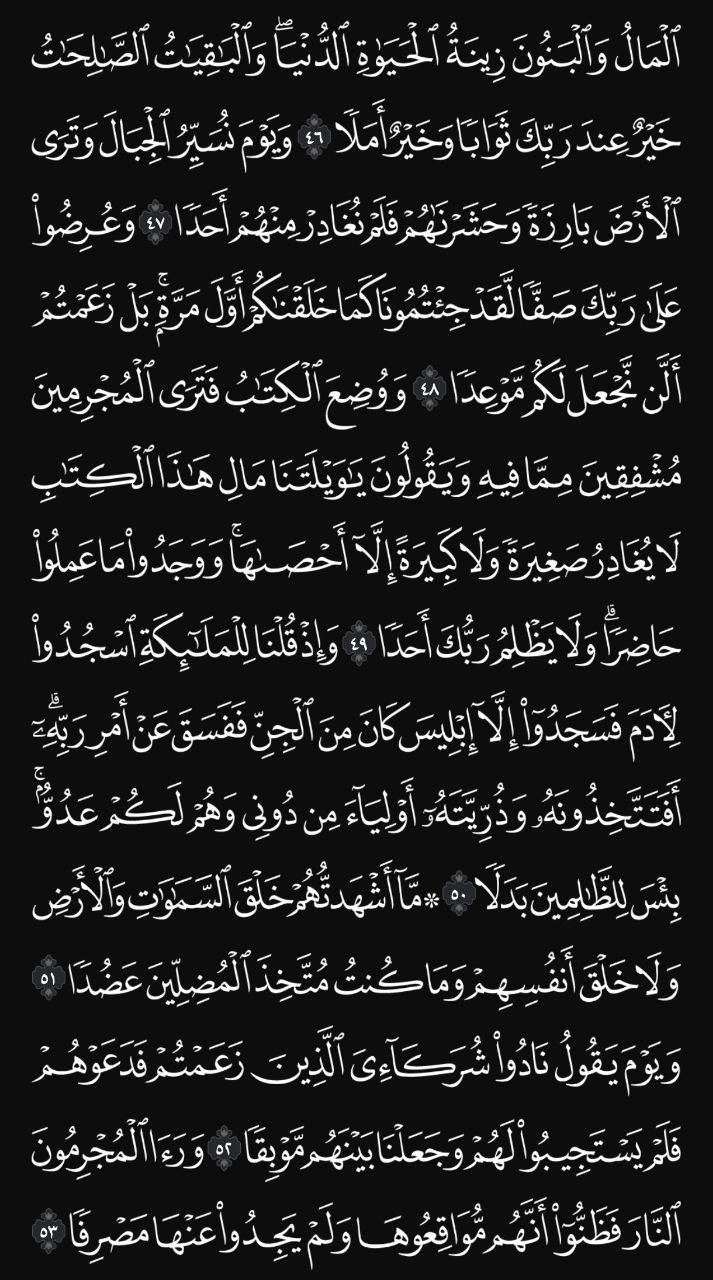 ٱلۡمَالُ وَٱلۡبَنُونَ زِينَةُ ٱلۡحَيَوٰةِ ٱلدُّنۡيَاۖ وَٱلۡبَٰقِيَٰتُ ٱلصَّٰلِحَٰتُ
خَيۡرٌ عِندَ رَبِّكَ ثَوَابٗا وَخَيۡرٌ أَمَلٗا ٤٦ وَيَوۡمَ نُسَيِّرُ ٱلۡجِبَالَ وَتَرَى
ٱلۡأَرۡضَ بَارِزَةٗ وَحَشَرۡنَٰهُمۡ فَلَمۡ نُغَادِرۡ مِنۡهُمۡ أَحَدٗا ٤٧ وَعُرِضُواْ
عَلَىٰ رَبِّكَ صَفّٗا لَّقَدۡ جِئۡتُمُونَا كَمَا خَلَقۡنَٰكُمۡ أَوَّلَ مَرَّةِۭۚ بَلۡ زَعَمۡتُمۡ
أَلَّن نَّجۡعَلَ لَكُم مَّوۡعِدٗا ٤٨ وَوُضِعَ ٱلۡكِتَٰبُ فَتَرَى ٱلۡمُجۡرِمِينَ
مُشۡفِقِينَ مِمَّا فِيهِ وَيَقُولُونَ يَٰوَيۡلَتَنَا مَالِ هَٰذَا ٱلۡكِتَٰبِ
لَا يُغَادِرُ صَغِيرَةٗ وَلَا كَبِيرَةً إِلَّآ أَحۡصَىٰهَاۚ وَوَجَدُواْ مَا عَمِلُواْ
حَاضِرٗاۗ وَلَا يَظۡلِمُ رَبُّكَ أَحَدٗا ٤٩ وَإِذۡ قُلۡنَا لِلۡمَلَٰٓئِكَةِ ٱسۡجُدُواْ
لِأٓدَمَ فَسَجَدُوٓاْ إِلَّآ إِبۡلِيسَ كَانَ مِنَ ٱلۡجِنِّ فَفَسَقَ عَنۡ أَمۡرِ رَبِّهِۦٓۗ
أَفَتَتَّخِذُونَهُۥ وَذُرِّيَّتَهُۥٓ أَوۡلِيَآءَ مِن دُونِي وَهُمۡ لَكُمۡ عَدُوُّۢۚ
بِئۡسَ لِلظَّٰلِمِينَ بَدَلٗا ٥٠ ۞ مَّآ أَشۡهَدتُّهُمۡ خَلۡقَ ٱلسَّمَٰوَٰتِ وَٱلۡأَرۡضِ
وَلَا خَلۡقَ أَنفُسِهِمۡ وَمَا كُنتُ مُتَّخِذَ ٱلۡمُضِلِّينَ عَضُدٗا ٥١
وَيَوۡمَ يَقُولُ نَادُواْ شُرَكَآءِيَ ٱلَّذِينَ زَعَمۡتُمۡ فَدَعَوۡهُمۡ
فَلَمۡ يَسۡتَجِيبُواْ لَهُمۡ وَجَعَلۡنَا بَيۡنَهُم مَّوۡبِقٗا ٥٢ وَرَءَا ٱلۡمُجۡرِمُونَ
ٱلنَّارَ فَظَنُّوٓاْ أَنَّهُم مُّوَاقِعُوهَا وَلَمۡ يَجِدُواْ عَنۡهَا مَصۡرِفٗا ٥٣